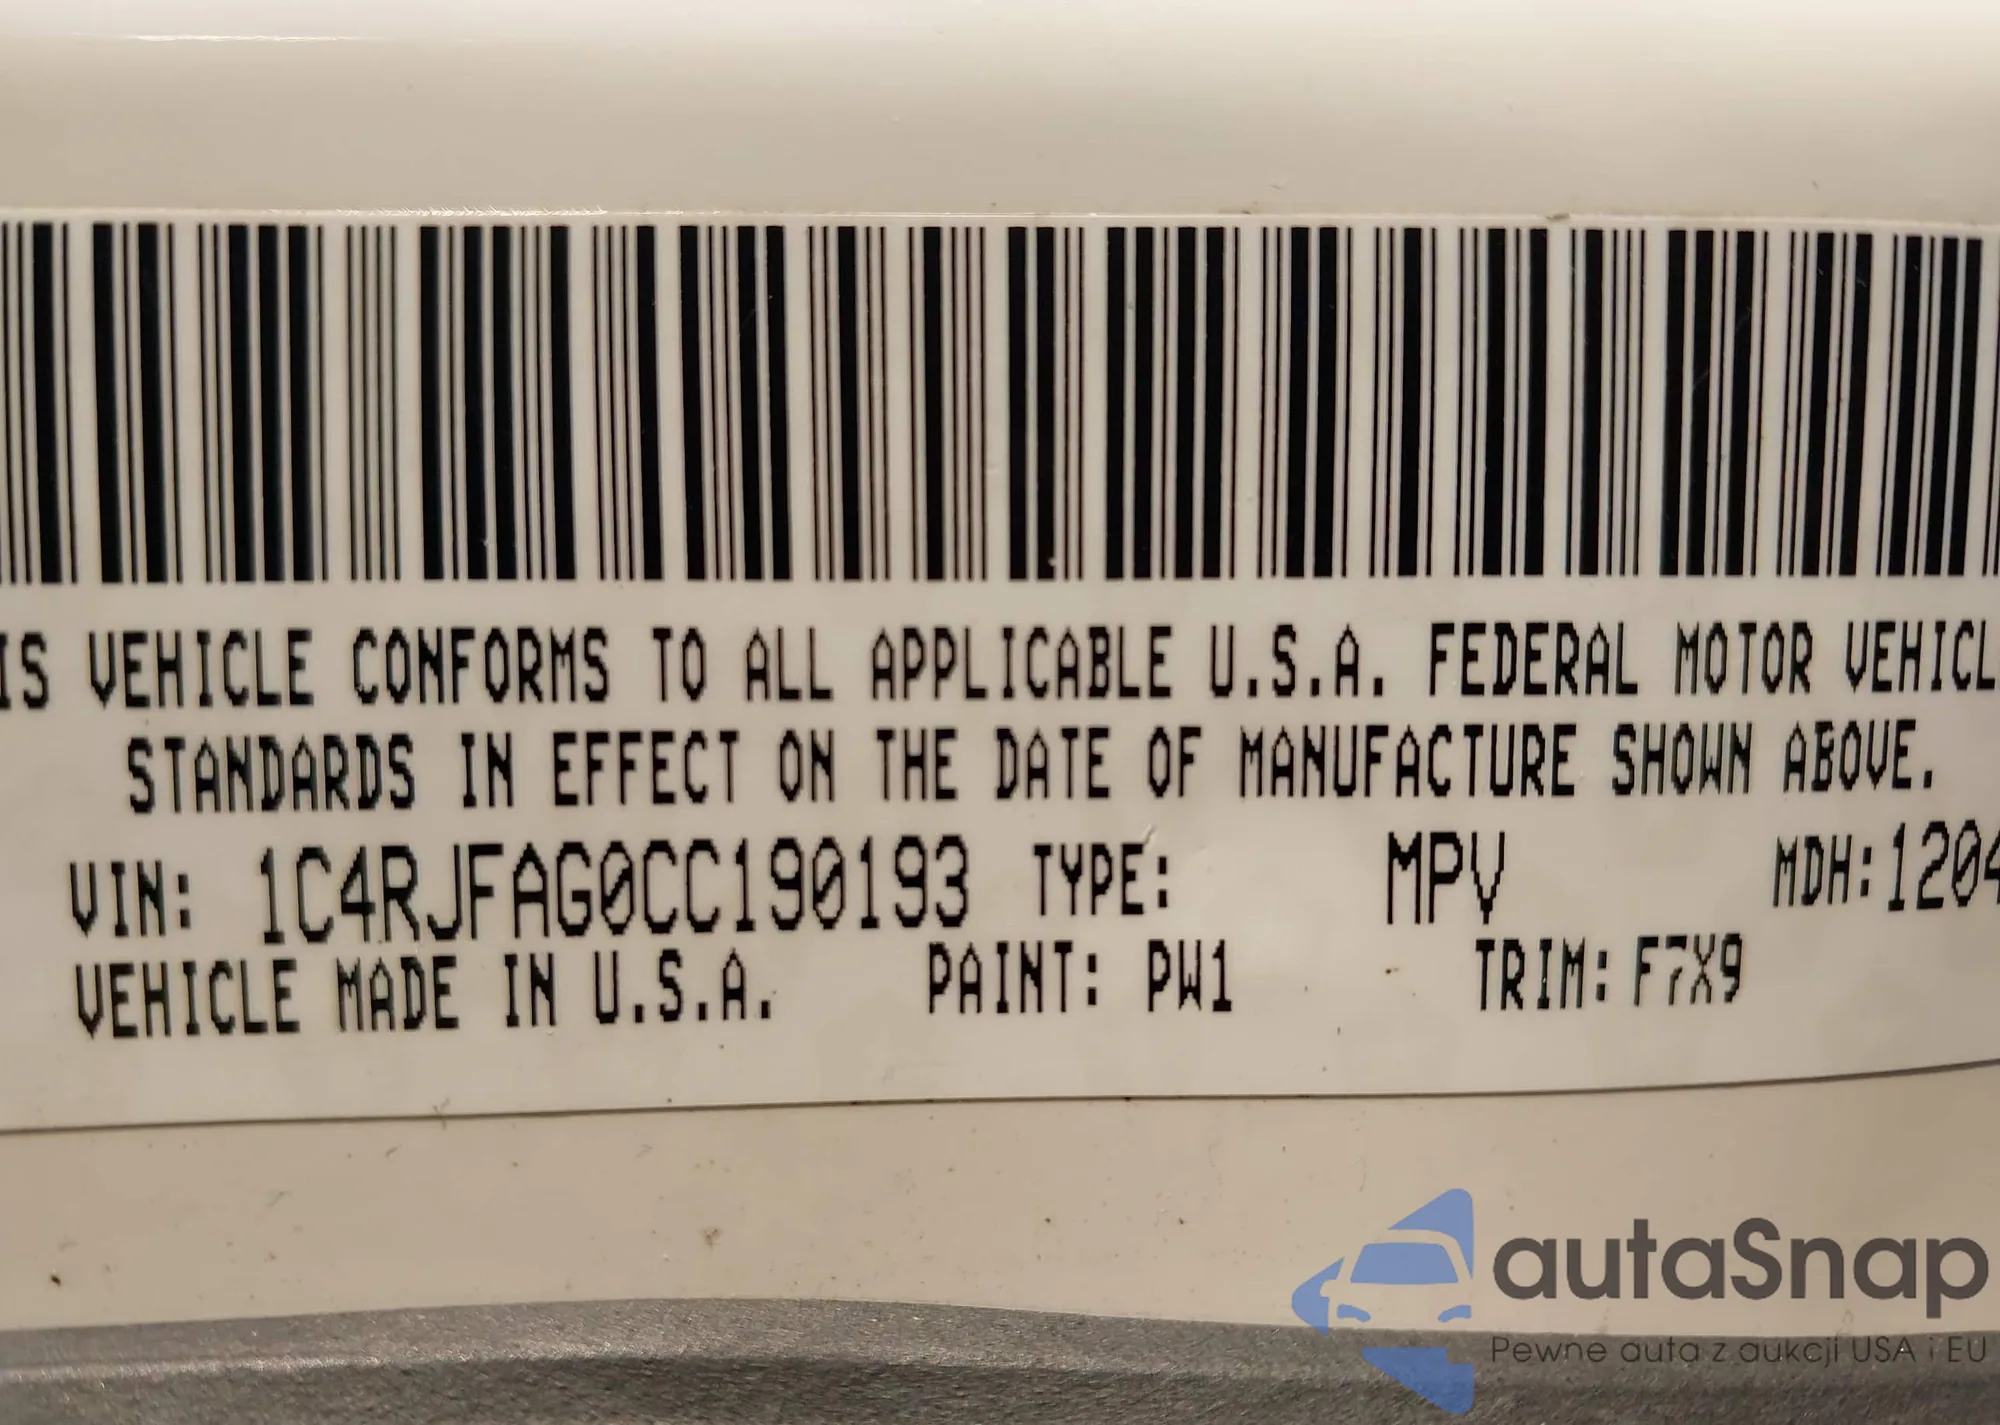 IS VEHICLE CONFORMS TO ALL APPLICABLE U.S.A. FEDERAL MOTOR VEHICL
STANDARDS IN EFFECT ON THE DATE OF MANUFACTURE SHOWN ABOVE.
VIN: 1C4RJFAG0CC190193 TYPE: MPV MDH:1204
VEHICLE MADE IN U.S.A. PAINT: PW1 TRIM: F7X9
autaSnap
Pewne auta z aukcji USA i EU